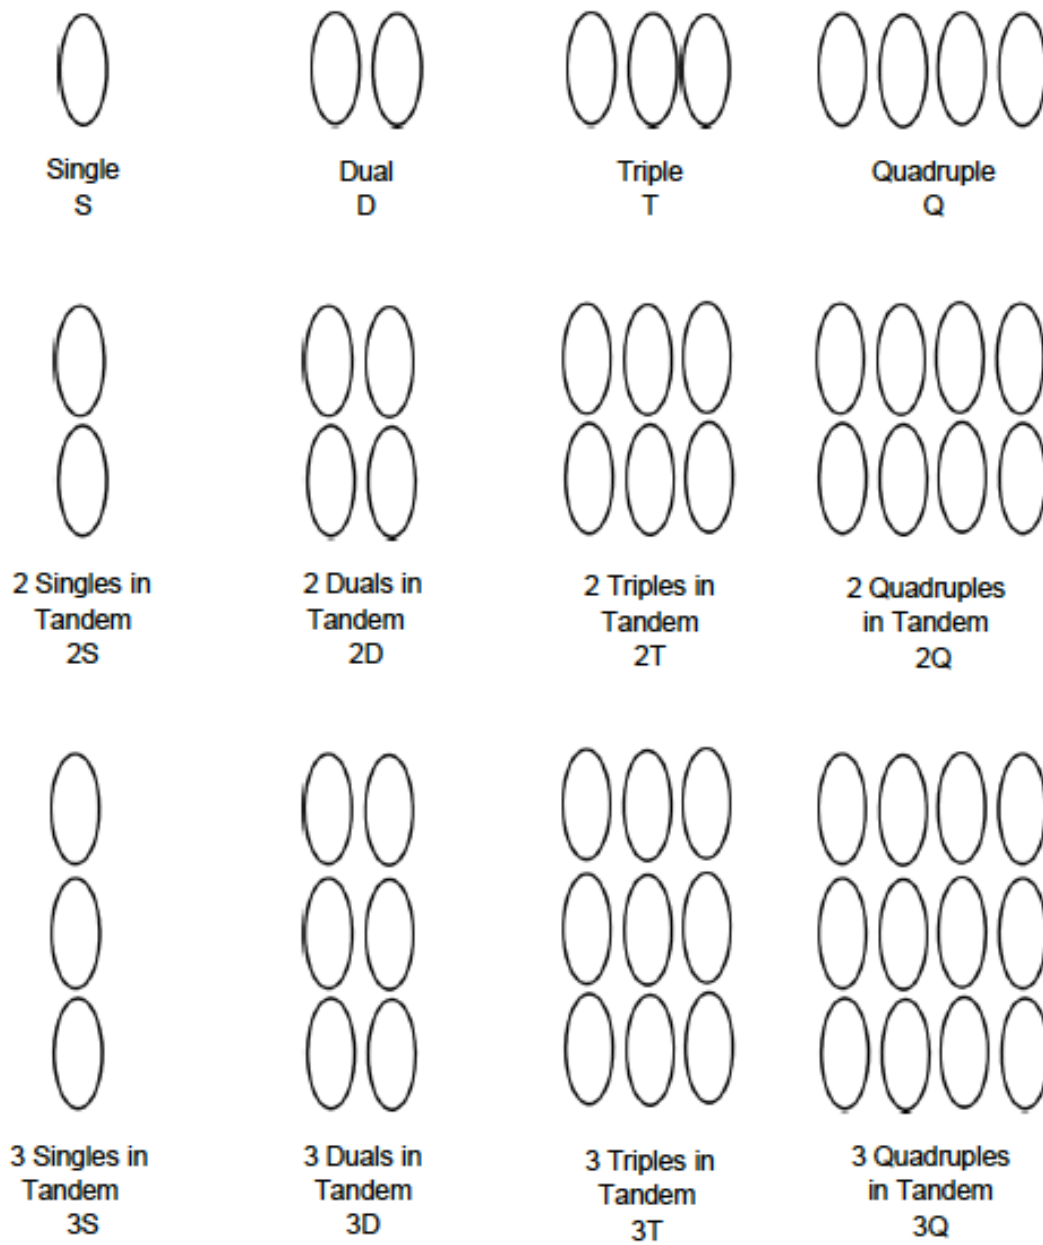 Single
S
Dual
D
Triple
T
Quadruple
Q
2 Singles in
Tandem
2S
2 Duals in
Tandem
2D
2 Triples in
Tandem
2T
2 Quadruples
in Tandem
2Q
3 Singles in
Tandem
3S
3 Duals in
Tandem
3D
3 Triples in
Tandem
3T
3 Quadruples
in Tandem
3Q